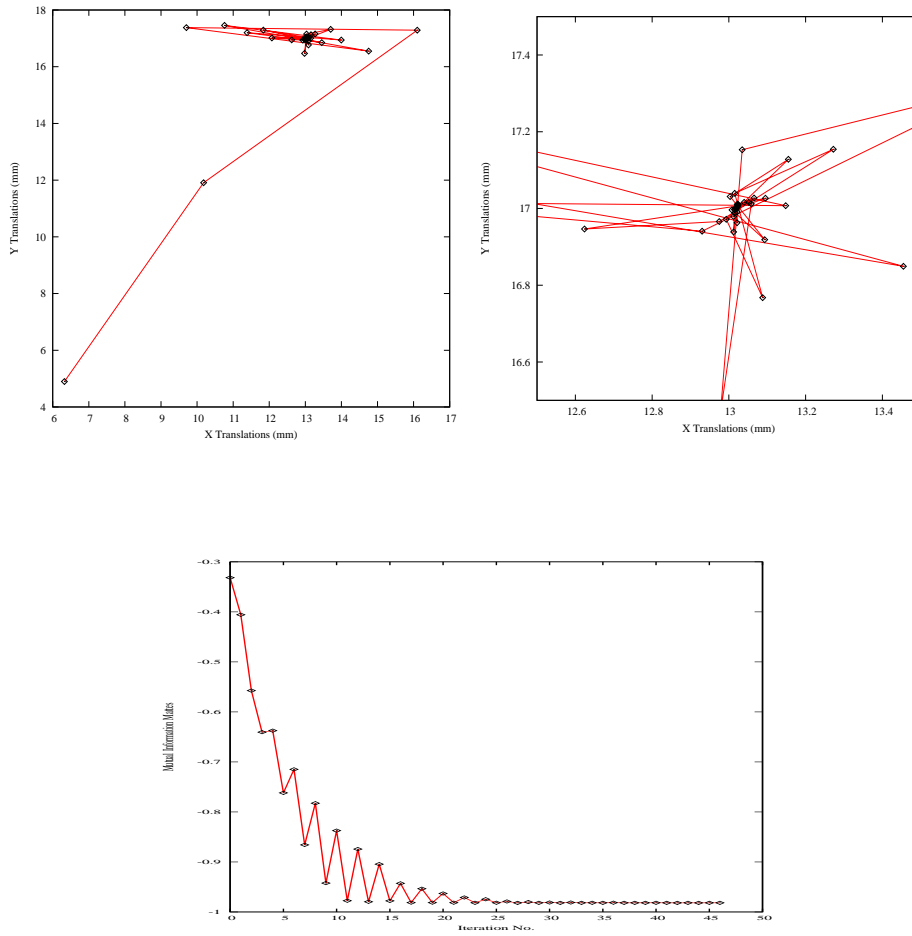 18
16
14
12
10
8
6
4
Y Translations (mm)
6 7 8 9 10 11 12 13 14 15 16 17
X Translations (mm)
17.4
17.2
17
16.8
16.6
Y Translations (mm)
12.6 12.8 13 13.2 13.4
X Translations (mm)
-0.3
-0.4
-0.5
-0.6
-0.7
-0.8
-0.9
-1
Mutual Information Mattes
0 5 10 15 20 25 30 35 40 45 50
Iteration No.